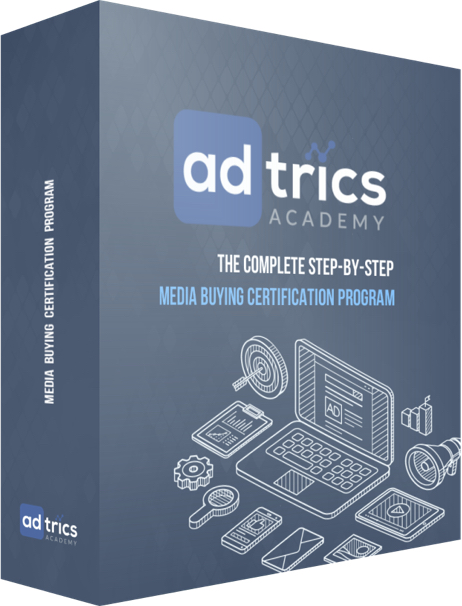 ad trics
ACADEMY
THE COMPLETE STEP-BY-STEP
MEDIA BUYING CERTIFICATION PROGRAM
AD
MEDIA BUYING CERTIFICATION PROGRAM
ad trics
ACADEMY